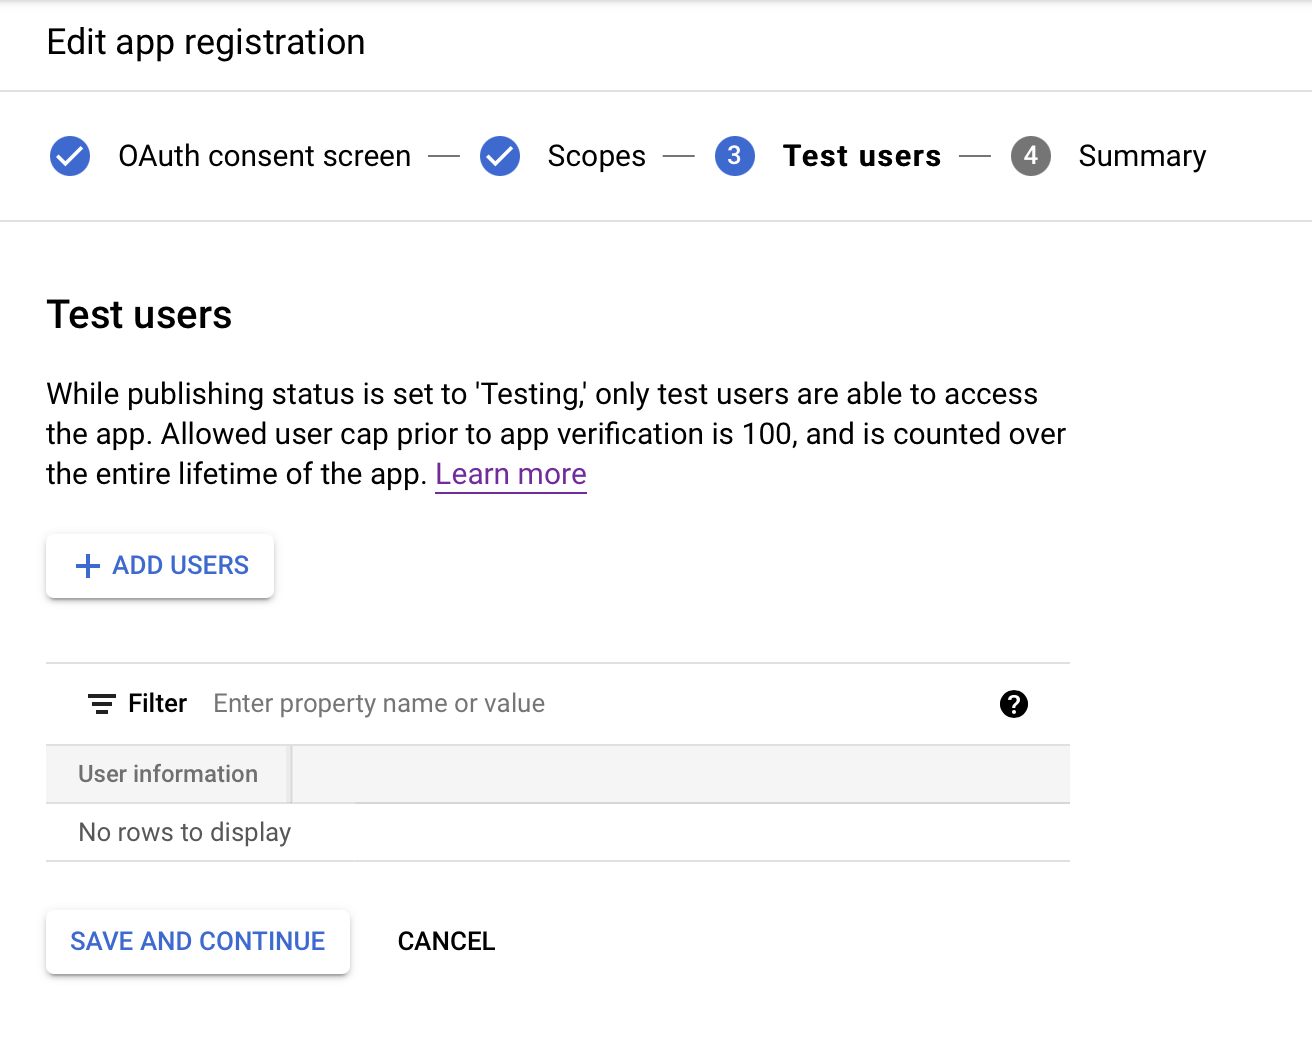 Edit app registration
OAuth consent screen — Scopes — 3 Test users — 4 Summary
Test users
While publishing status is set to 'Testing,' only test users are able to access
the app. Allowed user cap prior to app verification is 100, and is counted over
the entire lifetime of the app. Learn more
+ ADD USERS
Filter Enter property name or value ?
User information
No rows to display
SAVE AND CONTINUE CANCEL